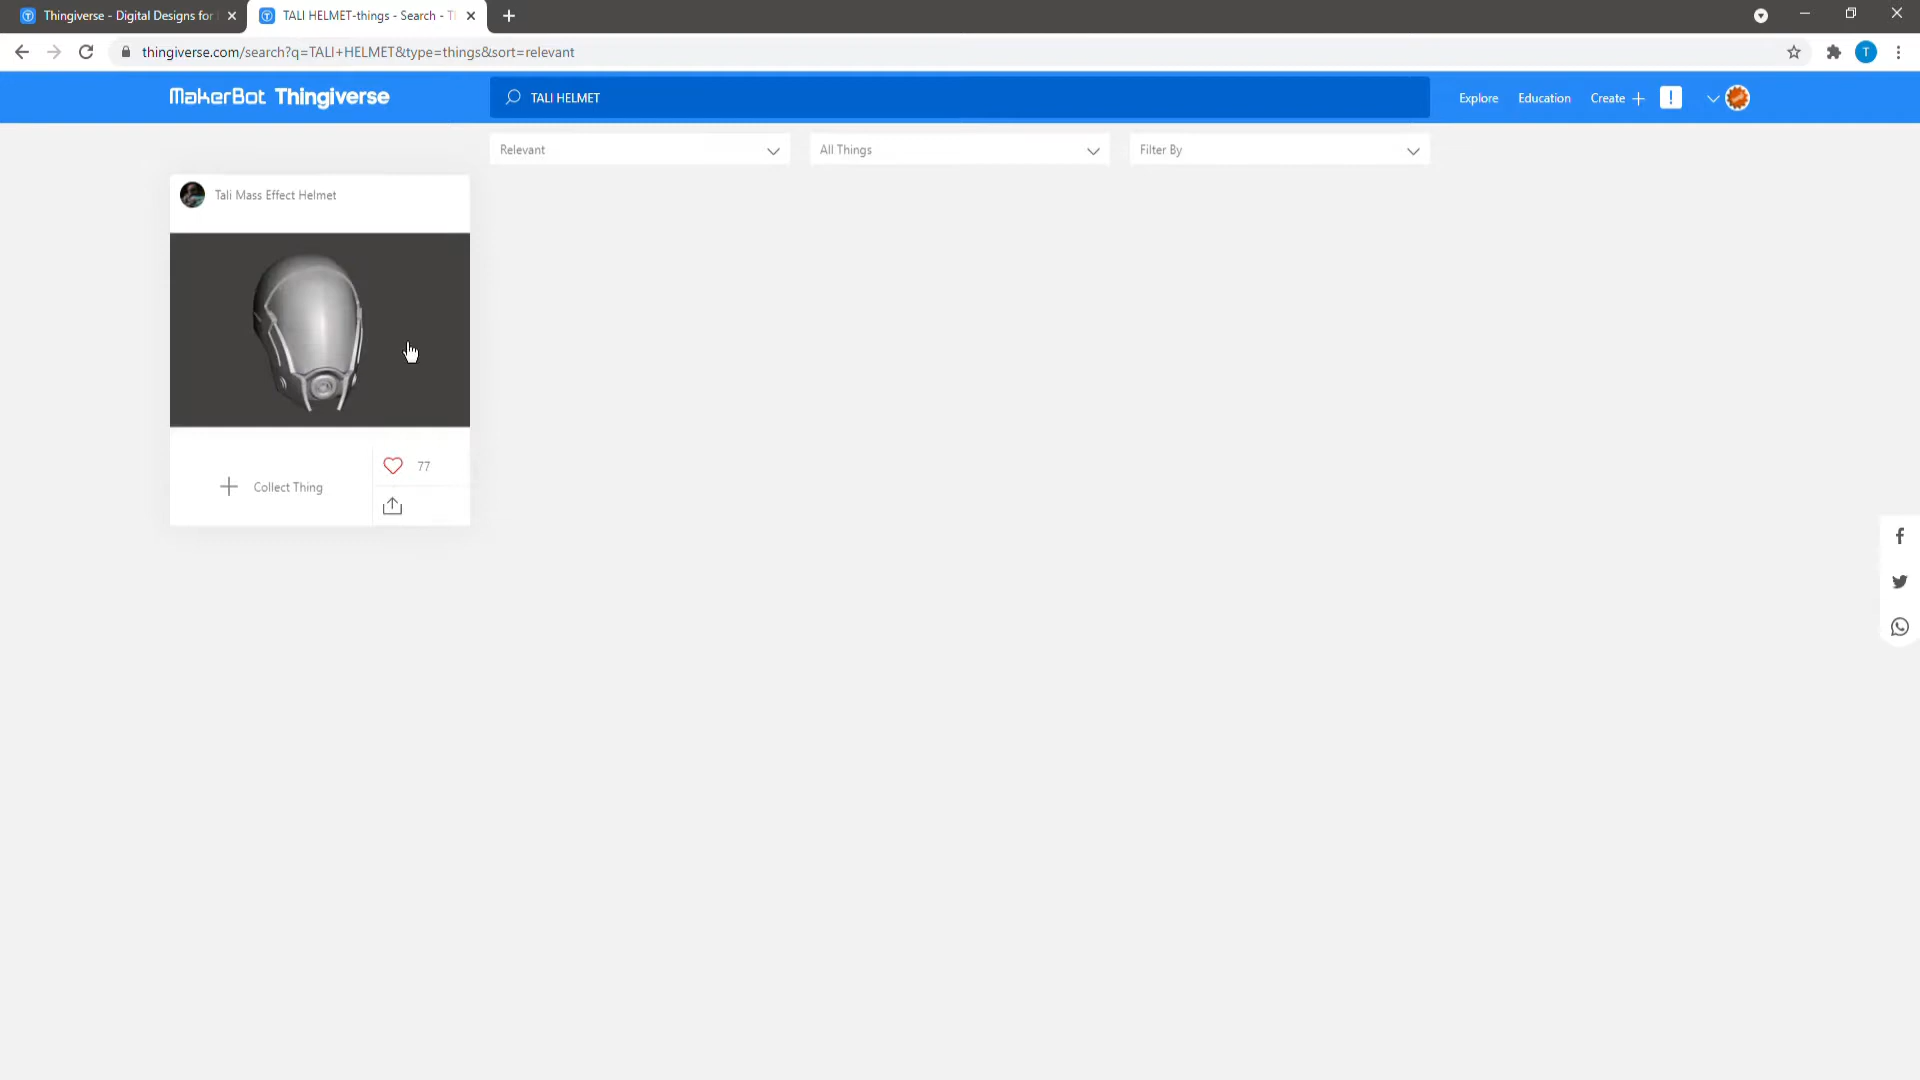 Thingiverse - Digital Designs for
TALI HELMET-things - Search - T
thingiverse.com/search?q=TALI+HELMET&type=things&sort=relevant
T
MakerBot Thingiverse
TALI HELMET
Explore
Education
Create
Relevant
All Things
Filter By
Tali Mass Effect Helmet
Collect Thing
77